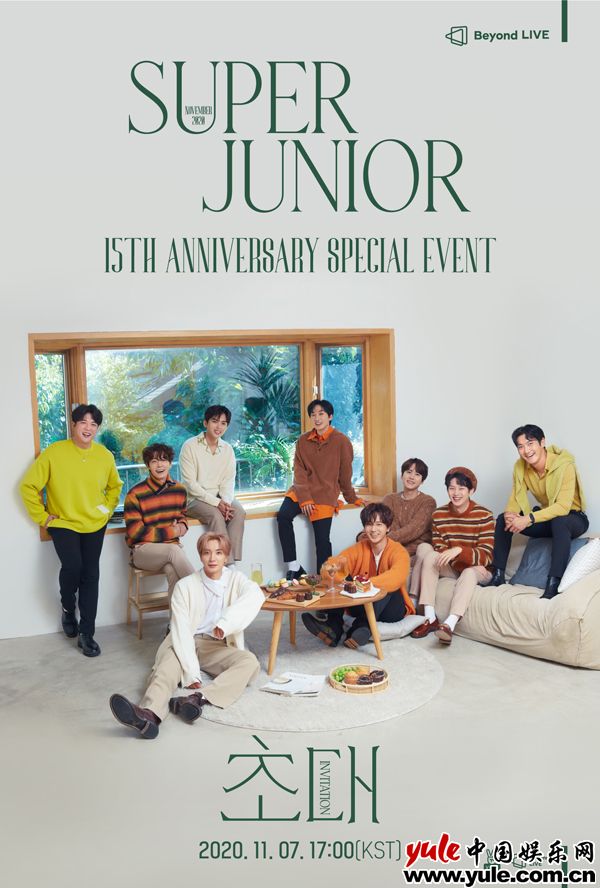 Beyond LIVE
SUPER
NOVEMBER
2020
JUNIOR
15TH ANNIVERSARY SPECIAL EVENT
초대
INVITATION
2020. 11. 07. 17:00(KST)
yule中国娱乐网
www.yule.com.cn